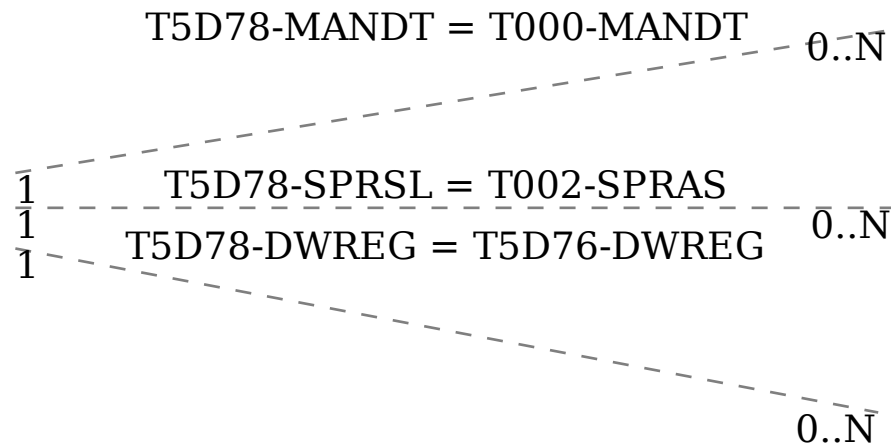 T5D78-MANDT = T000-MANDT
0..N
1
T5D78-SPRSL = T002-SPRAS
1
0..N
T5D78-DWREG = T5D76-DWREG
1
0..N